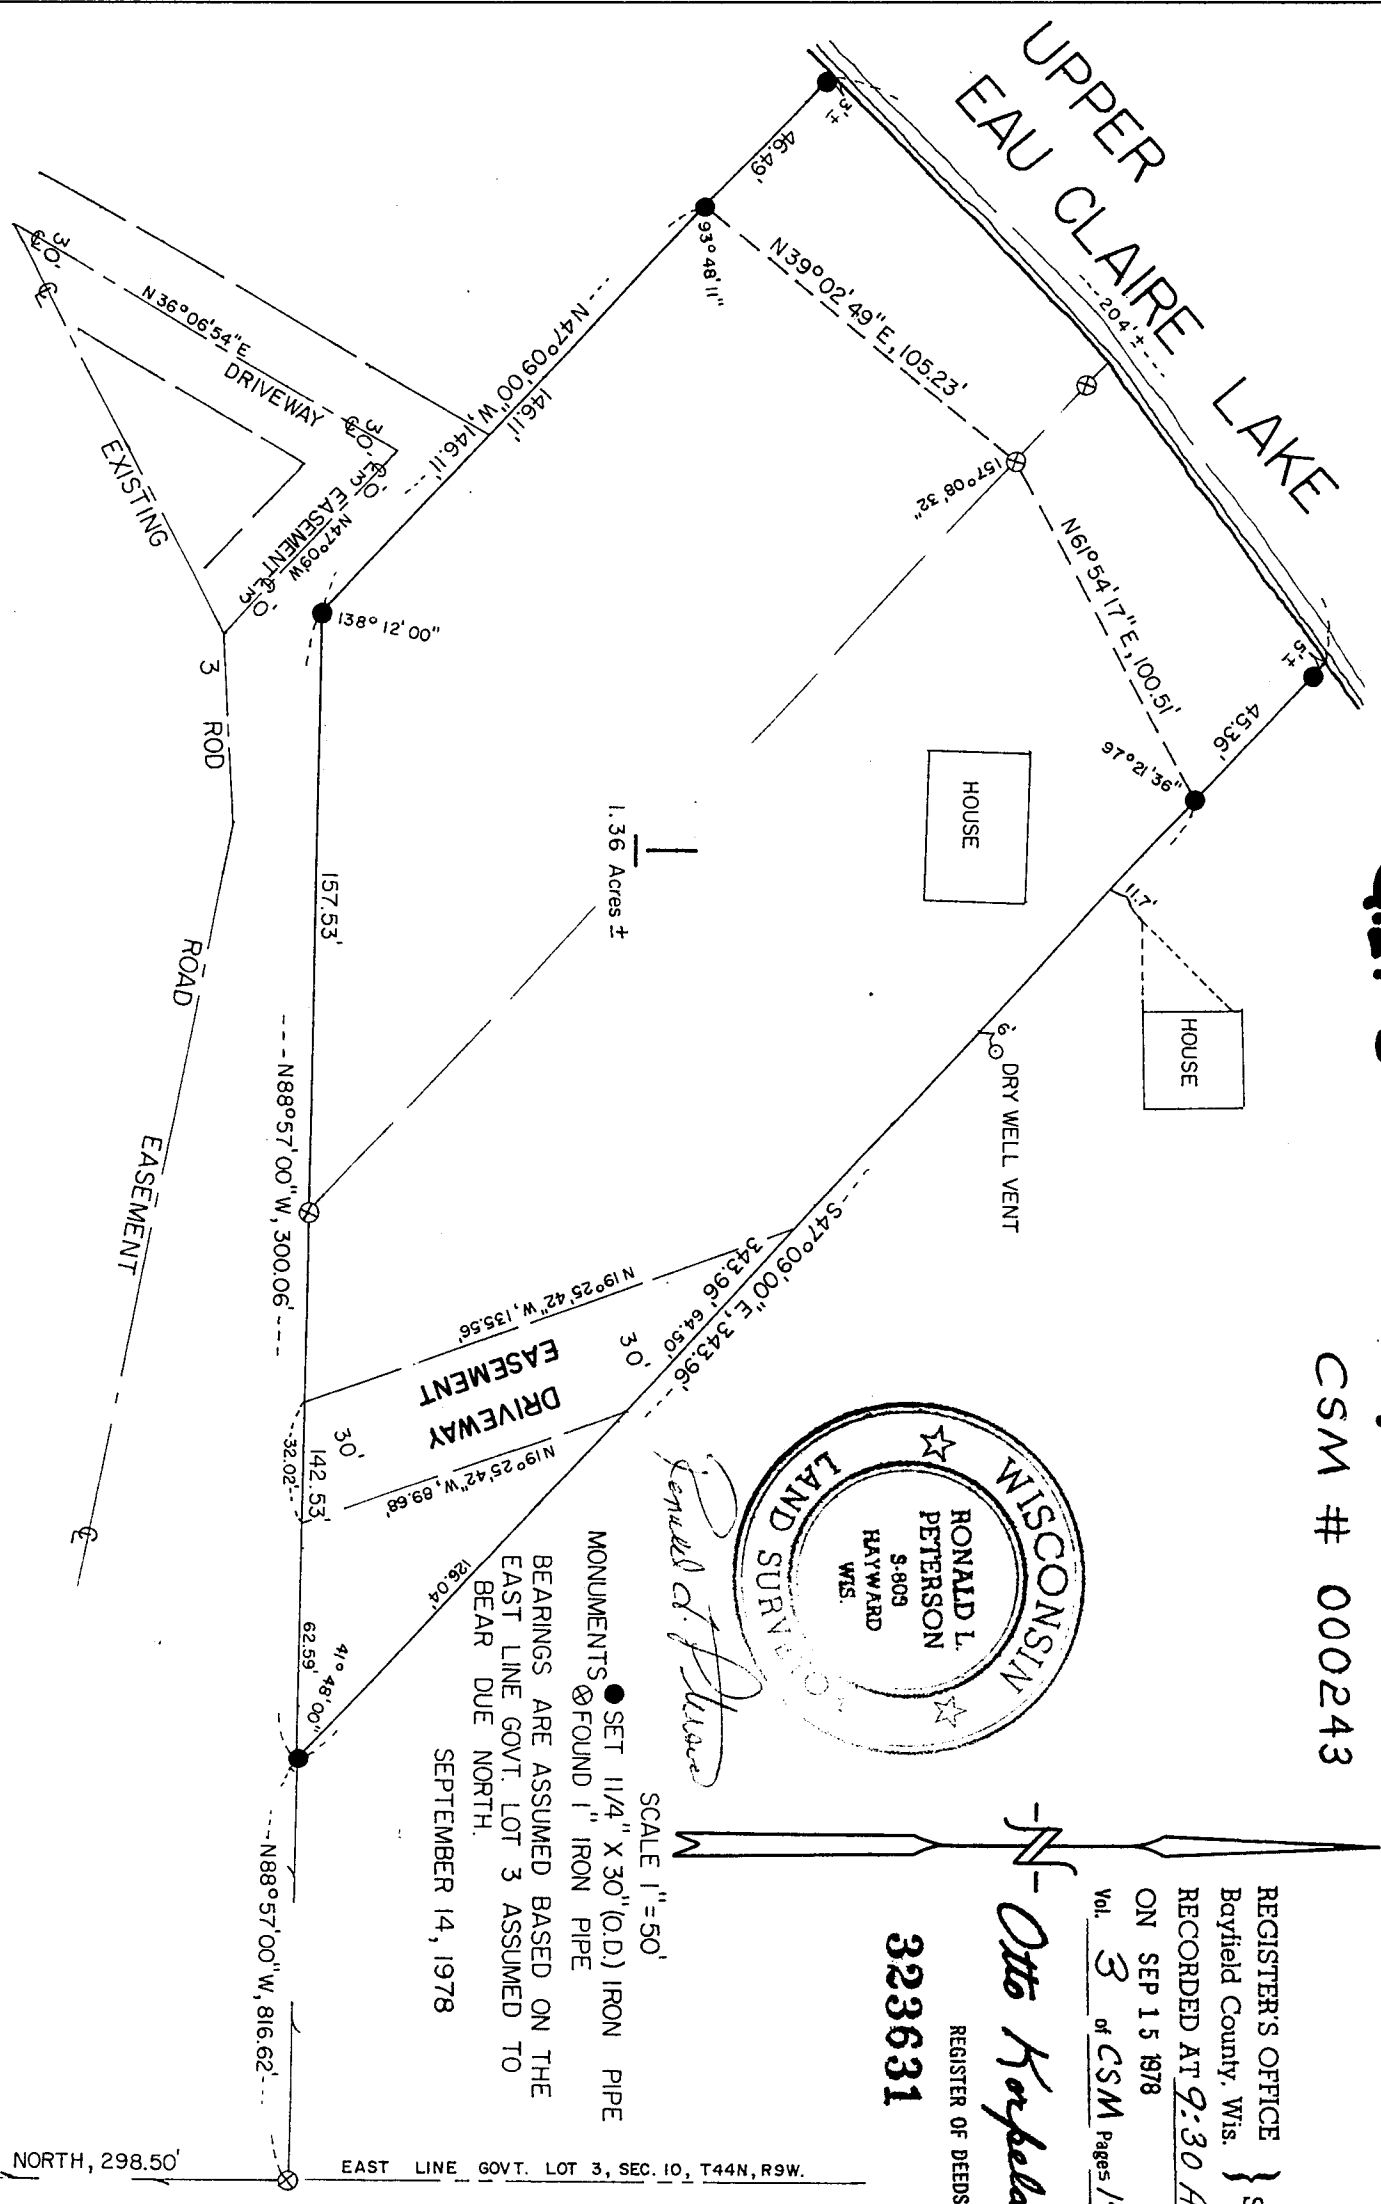 UPPER
EAU CLAIRE LAKE
3'±
46.49'
93°48'11"
N39°02'49"E, 105.23'
204'±
157°08'32"
N61°54'17"E, 100.51'
5'±
45.36'
97°21'36"
N47°09'00"W, 146.11'
146.11'
30'
N36°06'54"E
DRIVEWAY
30'
30'
EASEMENT
N47°09'W
30'
EXISTING
3 ROD
ROAD
EASEMENT
138°12'00"
157.53'
HOUSE
HOUSE
11.7'
6'
DRY WELL VENT
1
1.36 Acres ±
N88°57'00"W, 300.06'
S47°09'00"E, 343.96'
343.96'
64.50'
N19°25'42"W, 135.56'
30'
DRIVEWAY
EASEMENT
N19°25'42"W, 89.68'
30'
142.53'
32.02'
126.04'
62.59'
41°48'00"
N88°57'00"W, 816.62'
NORTH, 298.50'
EAST LINE GOVT. LOT 3, SEC. 10, T44N, R9W.
CSM # 000243
WISCONSIN
RONALD L.
PETERSON
S-809
HAYWARD
WIS.
LAND SURVEYOR
SCALE 1"=50'
MONUMENTS ● SET 1 1/4" X 30" (O.D.) IRON PIPE
⊗ FOUND 1" IRON PIPE
BEARINGS ARE ASSUMED BASED ON THE
EAST LINE GOVT. LOT 3 ASSUMED TO
BEAR DUE NORTH.
SEPTEMBER 14, 1978
N
REGISTER'S OFFICE
Bayfield County, Wis.
RECORDED AT 9:30 A
ON SEP 15 1978
Vol. 3 of CSM Pages
Otto Korpela
REGISTER OF DEEDS
323631